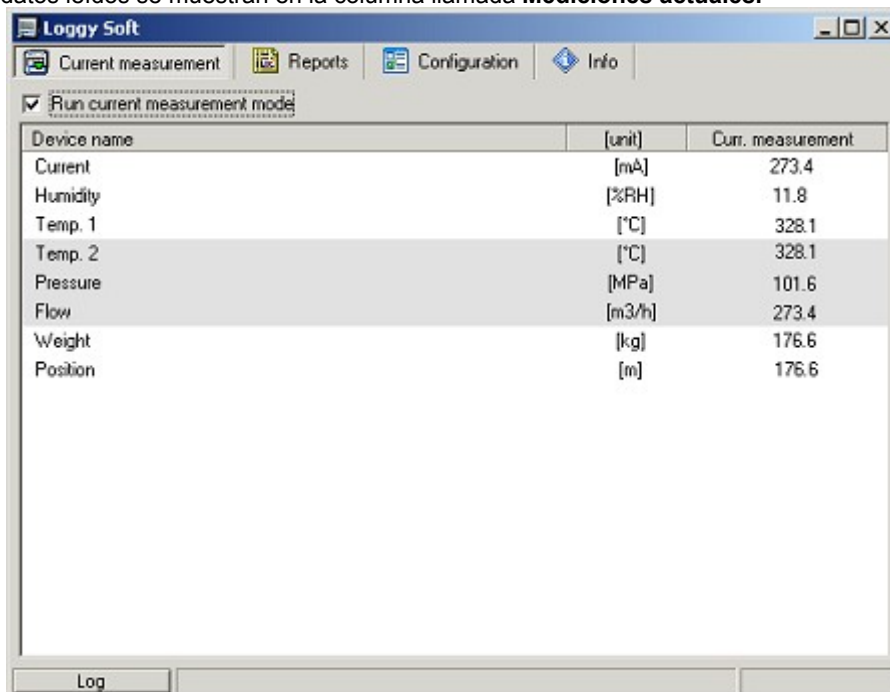 datos leídos se muestran en la columna llamada Mediciones actuales.
Loggy Soft
Current measurement Reports Configuration Info
Run current measurement mode
Device name [unit] Curr. measurement
Current [mA] 273.4
Humidity [%RH] 11.8
Temp. 1 [°C] 328.1
Temp. 2 [°C] 328.1
Pressure [MPa] 101.6
Flow [m3/h] 273.4
Weight [kg] 176.6
Position [m] 176.6
Log